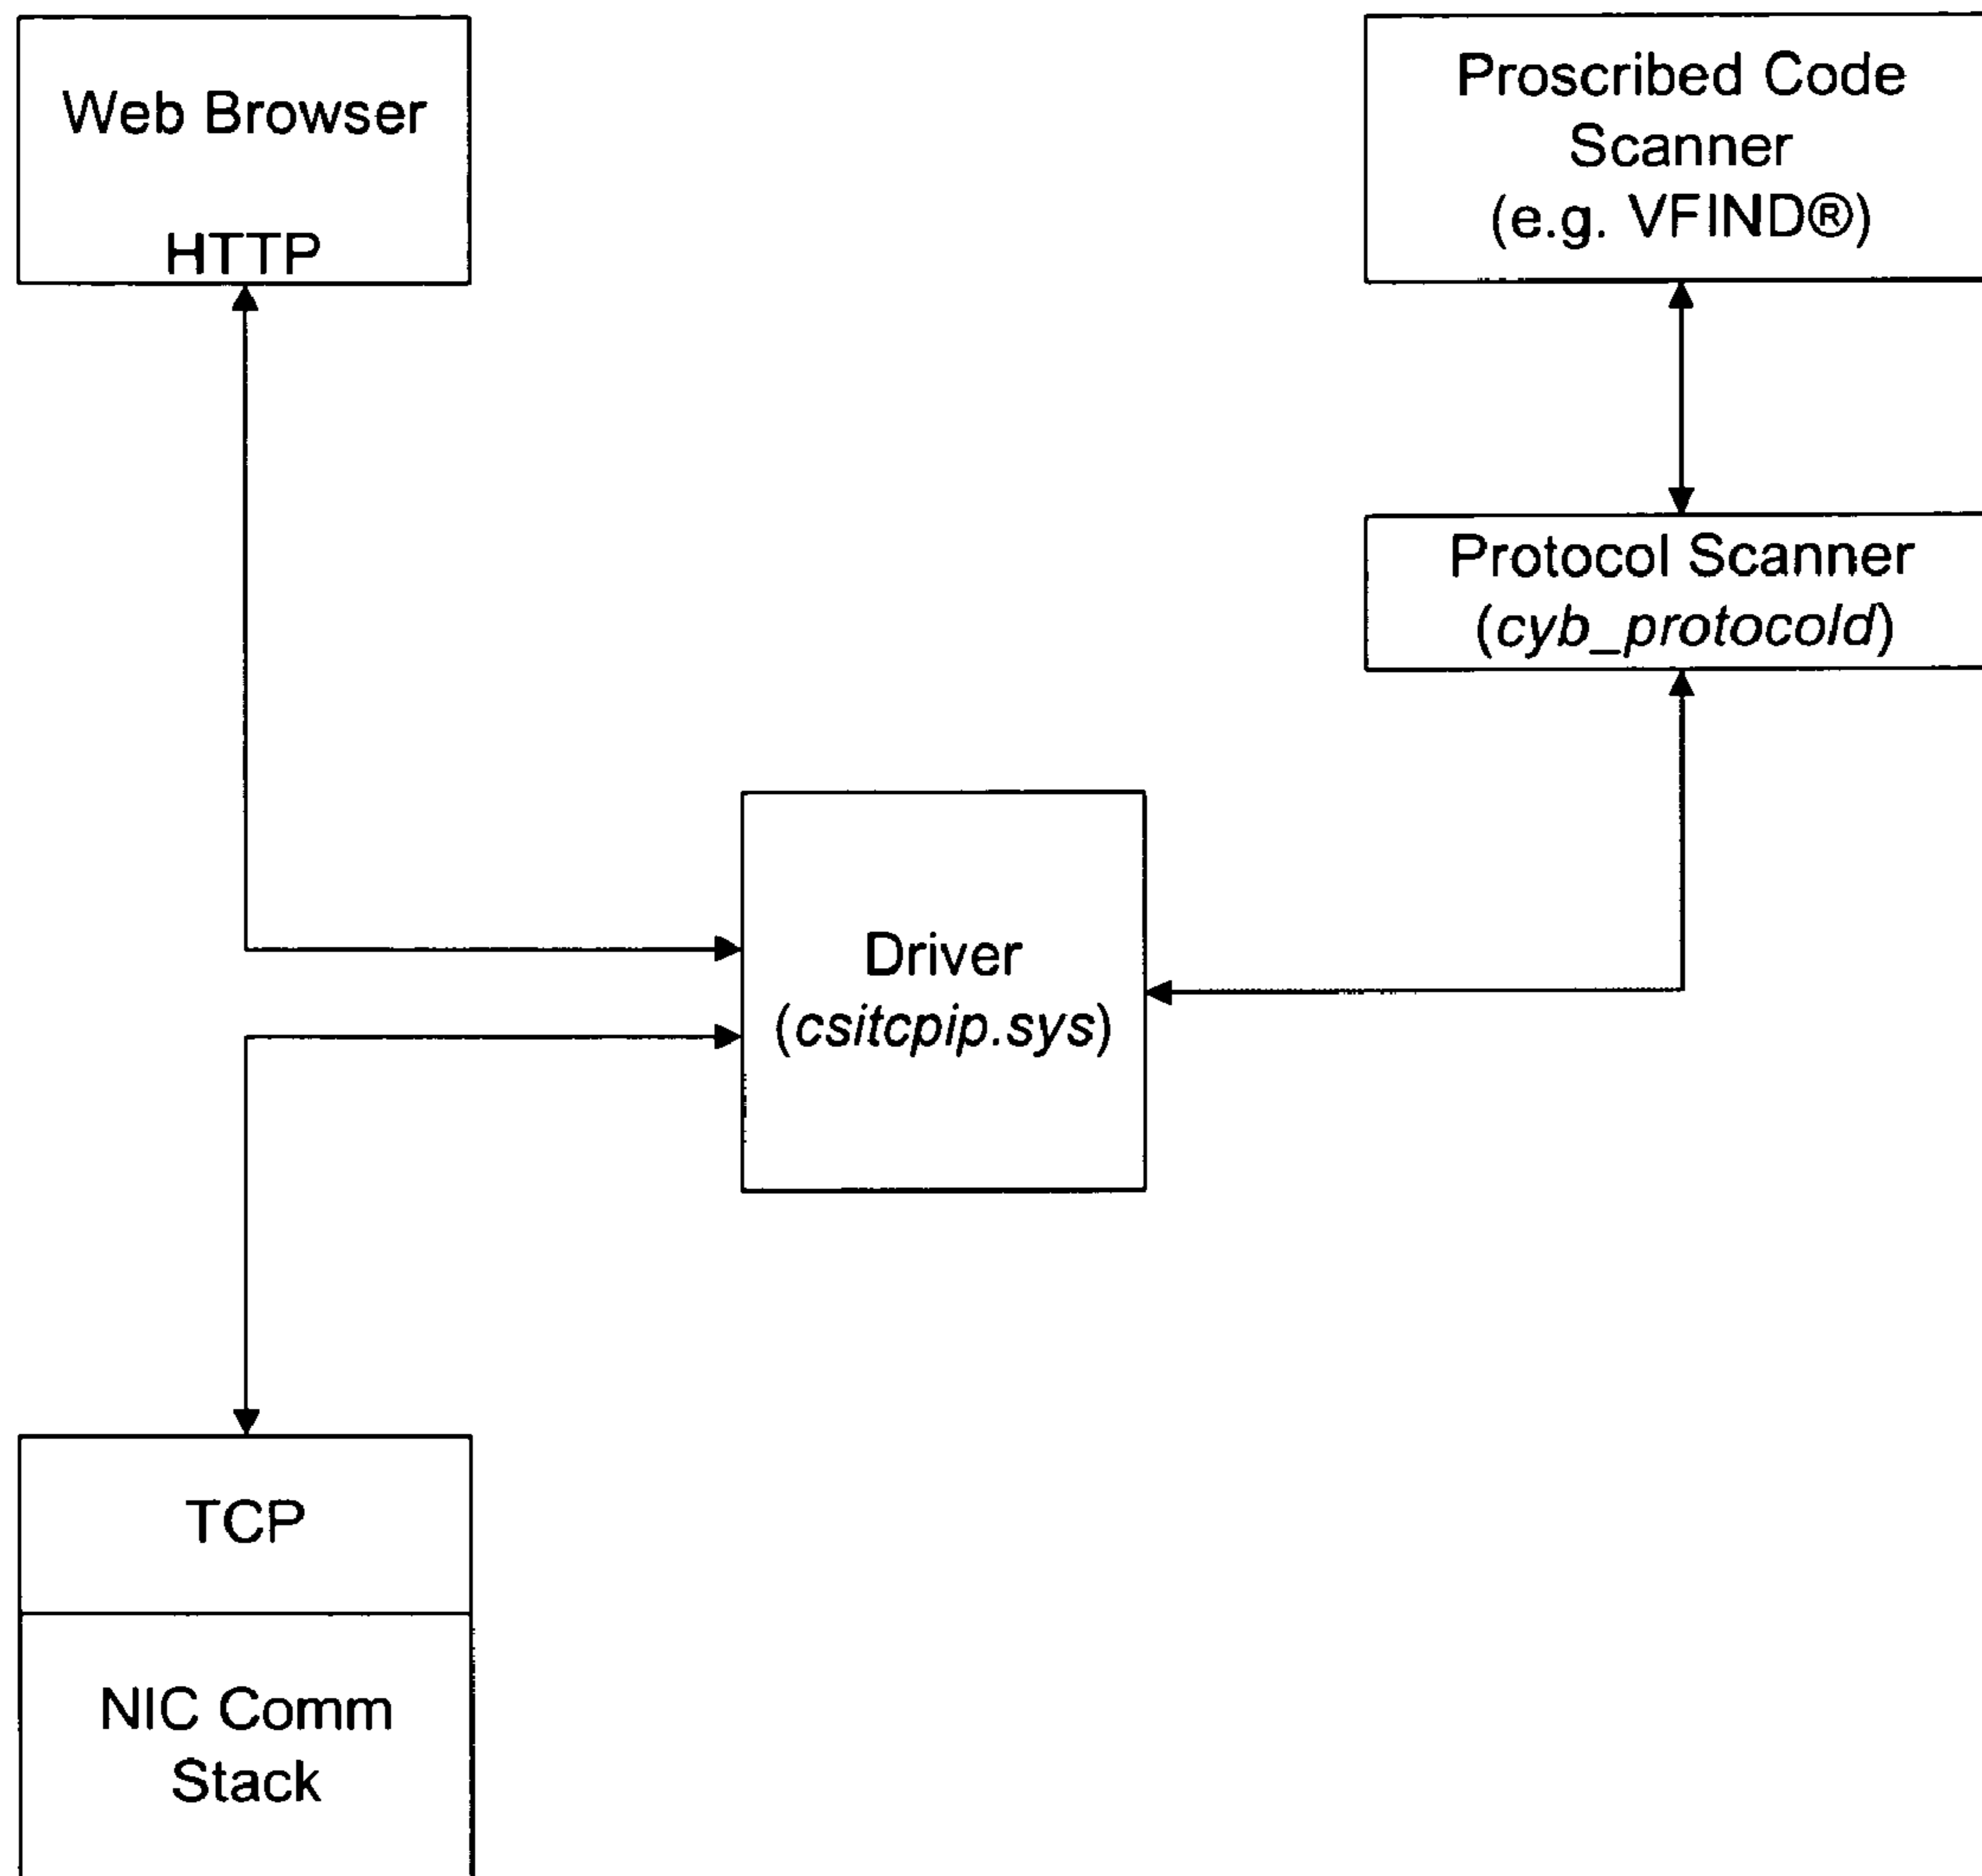 Web Browser
HTTP
Proscribed Code
Scanner
(e.g. VFIND®)
Protocol Scanner
(cyb_protocold)
Driver
(csitcpip.sys)
TCP
NIC Comm
Stack